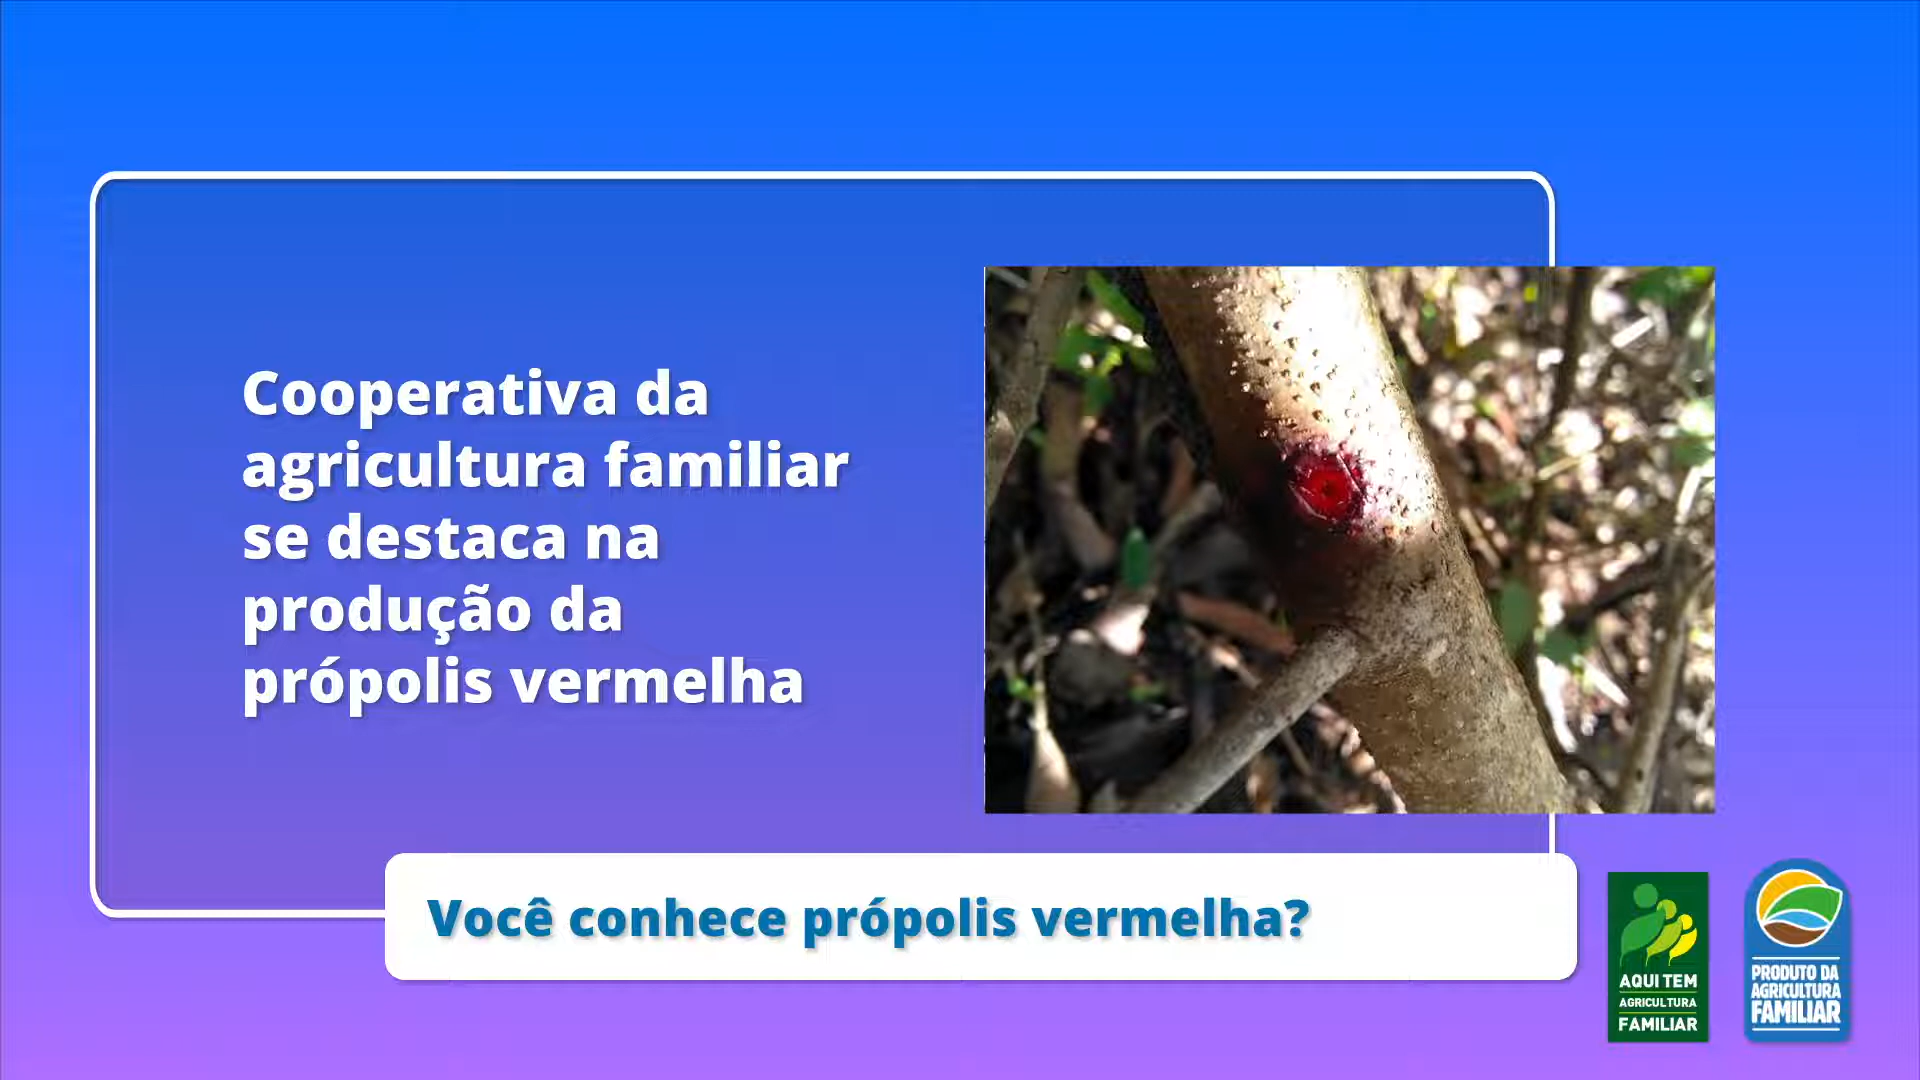 Cooperativa da
agricultura familiar
se destaca na
produção da
própolis vermelha
Você conhece própolis vermelha?
AQUI TEM
AGRICULTURA
FAMILIAR
PRODUTO DA
AGRICULTURA
FAMILIAR